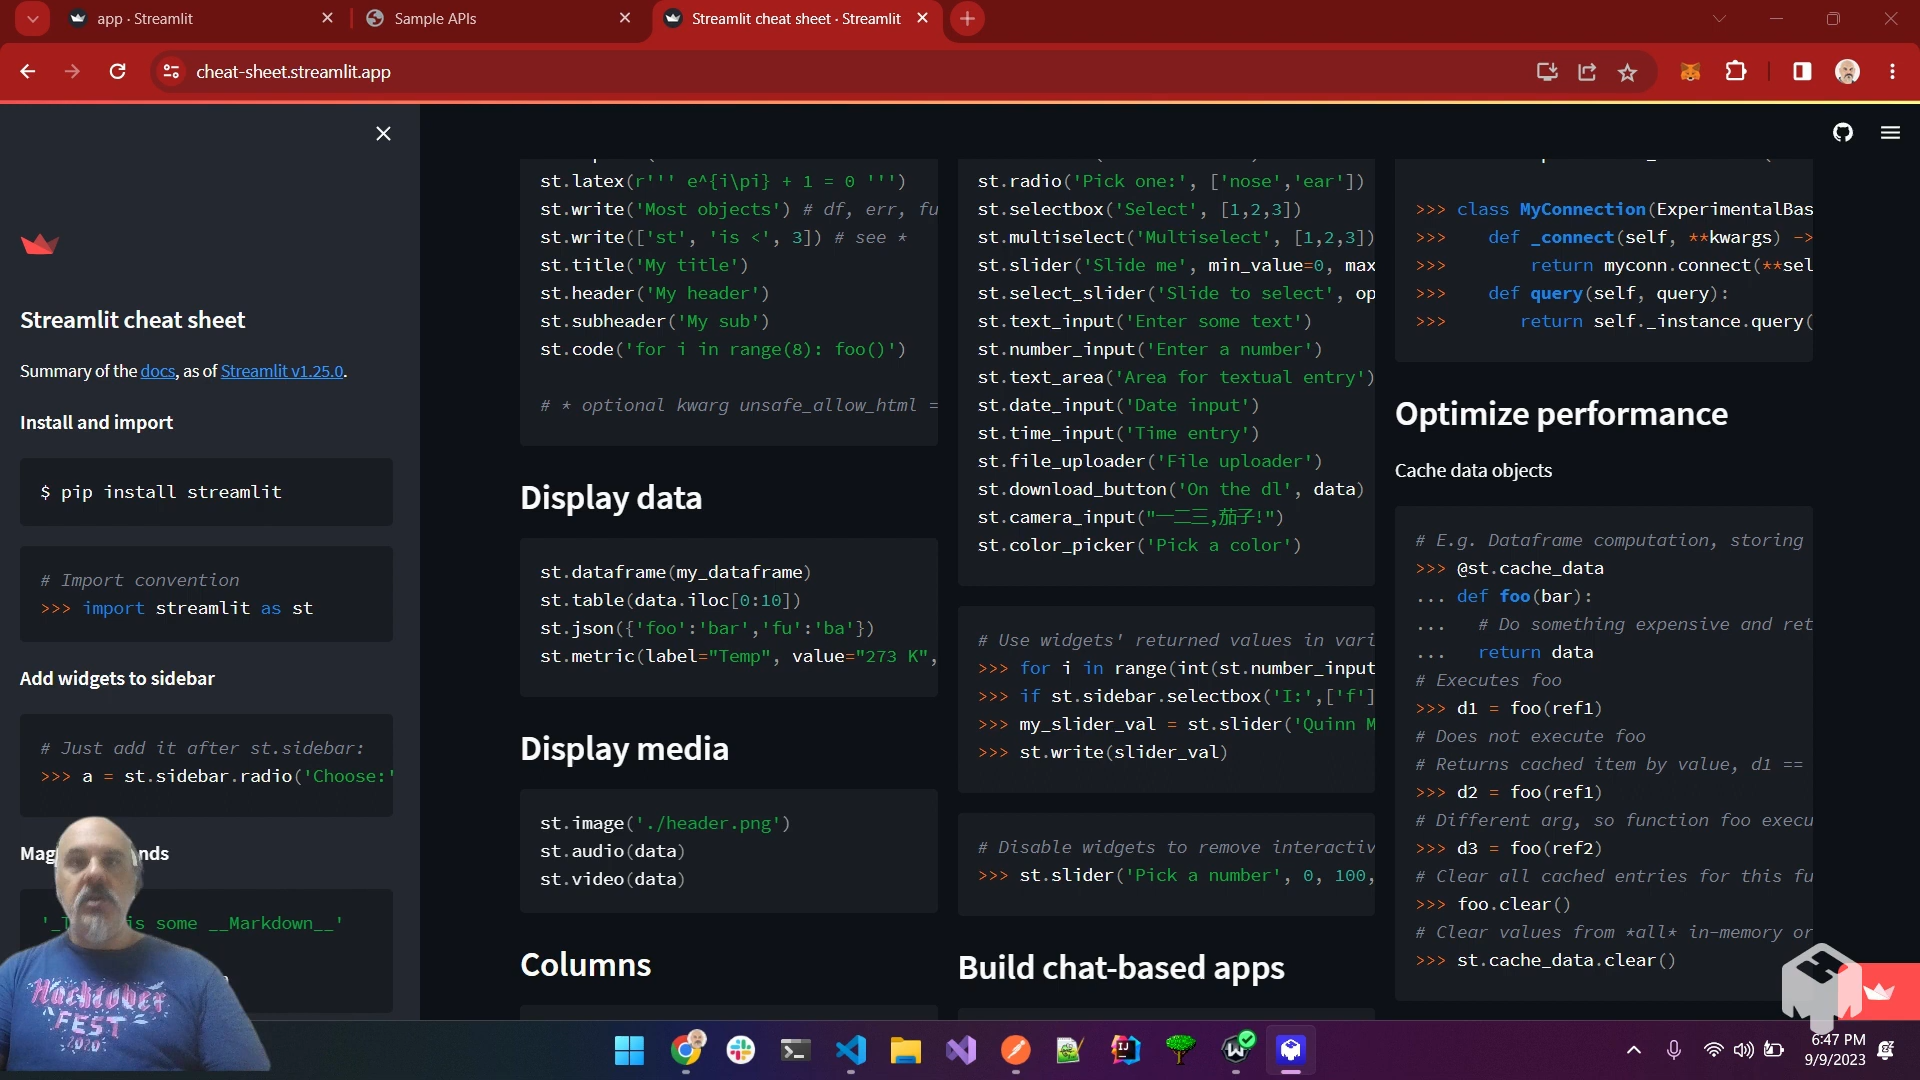 app · Streamlit
Sample APIs
Streamlit cheat sheet · Streamlit
cheat-sheet.streamlit.app
Streamlit cheat sheet
Summary of the docs, as of Streamlit v1.25.0.
Install and import
$ pip install streamlit
# Import convention
>>> import streamlit as st
Add widgets to sidebar
# Just add it after st.sidebar:
>>> a = st.sidebar.radio('Choose:'
Mag
nds
is some __Markdown__'
Hacktober
FEST
2020
st.latex(r''' e^{i\pi} + 1 = 0 ''')
st.write('Most objects') # df, err, fu
st.write(['st', 'is <', 3]) # see *
st.title('My title')
st.header('My header')
st.subheader('My sub')
st.code('for i in range(8): foo()')
# * optional kwarg unsafe_allow_html =
Display data
st.dataframe(my_dataframe)
st.table(data.iloc[0:10])
st.json({'foo':'bar','fu':'ba'})
st.metric(label="Temp", value="273 K",
Display media
st.image('./header.png')
st.audio(data)
st.video(data)
Columns
st.radio('Pick one:', ['nose','ear'])
st.selectbox('Select', [1,2,3])
st.multiselect('Multiselect', [1,2,3])
st.slider('Slide me', min_value=0, max
st.select_slider('Slide to select', op
st.text_input('Enter some text')
st.number_input('Enter a number')
st.text_area('Area for textual entry')
st.date_input('Date input')
st.time_input('Time entry')
st.file_uploader('File uploader')
st.download_button('On the dl', data)
st.camera_input("一二三,茄子!")
st.color_picker('Pick a color')
# Use widgets' returned values in vari
>>> for i in range(int(st.number_input
>>> if st.sidebar.selectbox('I:',['f']
>>> my_slider_val = st.slider('Quinn M
>>> st.write(slider_val)
# Disable widgets to remove interactiv
>>> st.slider('Pick a number', 0, 100,
Build chat-based apps
>>> class MyConnection(ExperimentalBas
>>> def _connect(self, **kwargs) ->
>>> return myconn.connect(**sel
>>> def query(self, query):
>>> return self._instance.query(
Optimize performance
Cache data objects
# E.g. Dataframe computation, storing
>>> @st.cache_data
... def foo(bar):
... # Do something expensive and ret
... return data
# Executes foo
>>> d1 = foo(ref1)
# Does not execute foo
# Returns cached item by value, d1 ==
>>> d2 = foo(ref1)
# Different arg, so function foo execu
>>> d3 = foo(ref2)
# Clear all cached entries for this fu
>>> foo.clear()
# Clear values from *all* in-memory or
>>> st.cache_data.clear()
6:47 PM
9/9/2023